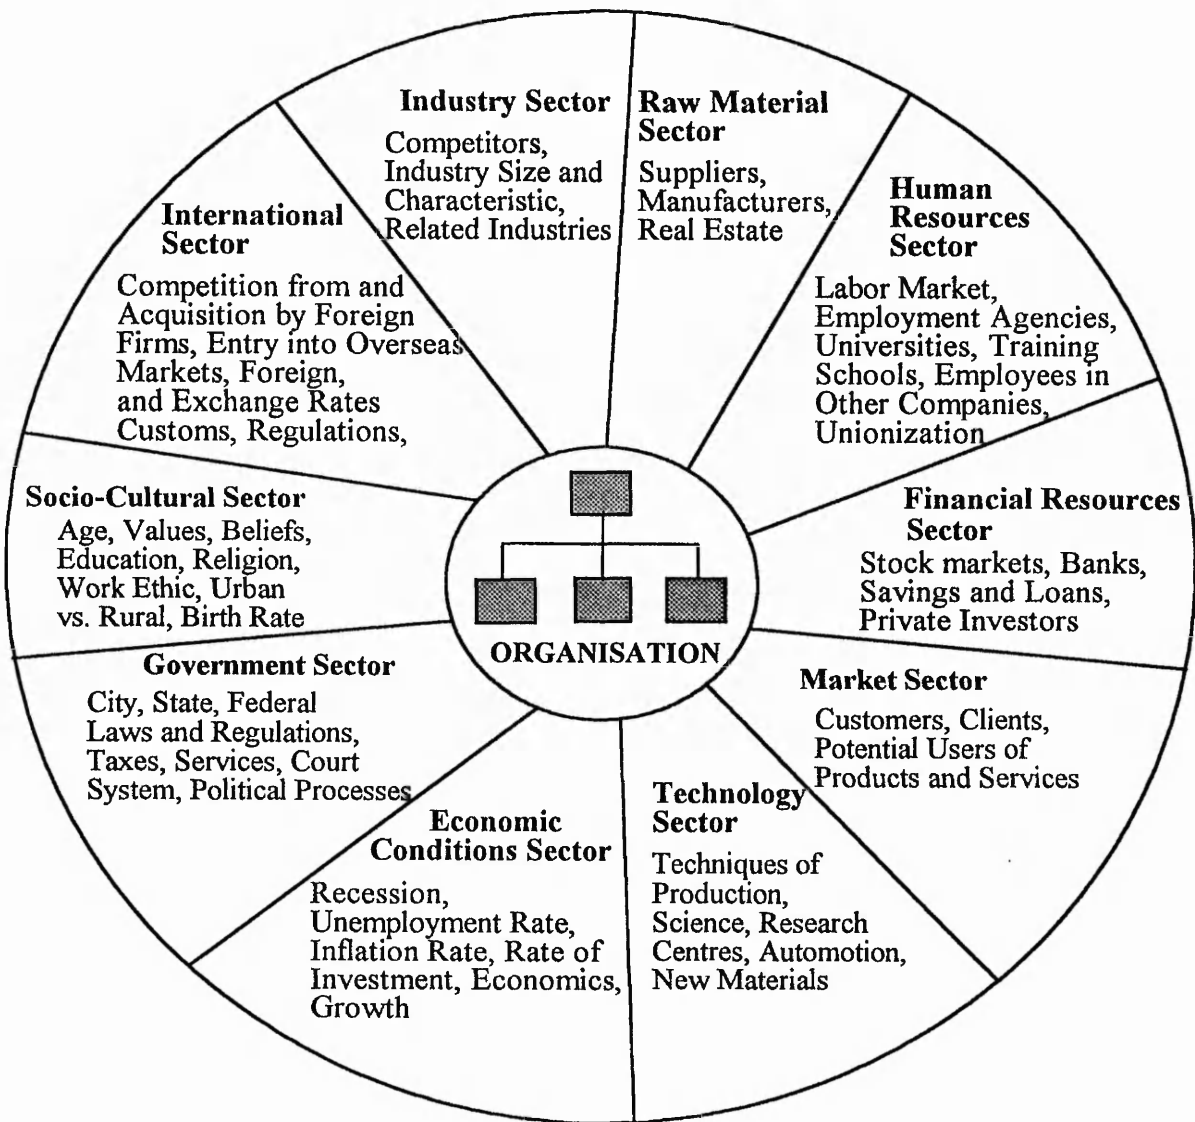 Industry Sector
Competitors,
Industry Size and
Characteristic,
Related Industries
Raw Material
Sector
Suppliers,
Manufacturers,
Real Estate
Human
Resources
Sector
Labor Market,
Employment Agencies,
Universities, Training
Schools, Employees in
Other Companies,
Unionization
Financial Resources
Sector
Stock markets, Banks,
Savings and Loans,
Private Investors
Market Sector
Customers, Clients,
Potential Users of
Products and Services
Technology
Sector
Techniques of
Production,
Science, Research
Centres, Automotion,
New Materials
Economic
Conditions Sector
Recession,
Unemployment Rate,
Inflation Rate, Rate of
Investment, Economics,
Growth
Government Sector
City, State, Federal
Laws and Regulations,
Taxes, Services, Court
System, Political Processes
Socio-Cultural Sector
Age, Values, Beliefs,
Education, Religion,
Work Ethic, Urban
vs. Rural, Birth Rate
International
Sector
Competition from and
Acquisition by Foreign
Firms, Entry into Overseas
Markets, Foreign,
and Exchange Rates
Customs, Regulations,
ORGANISATION